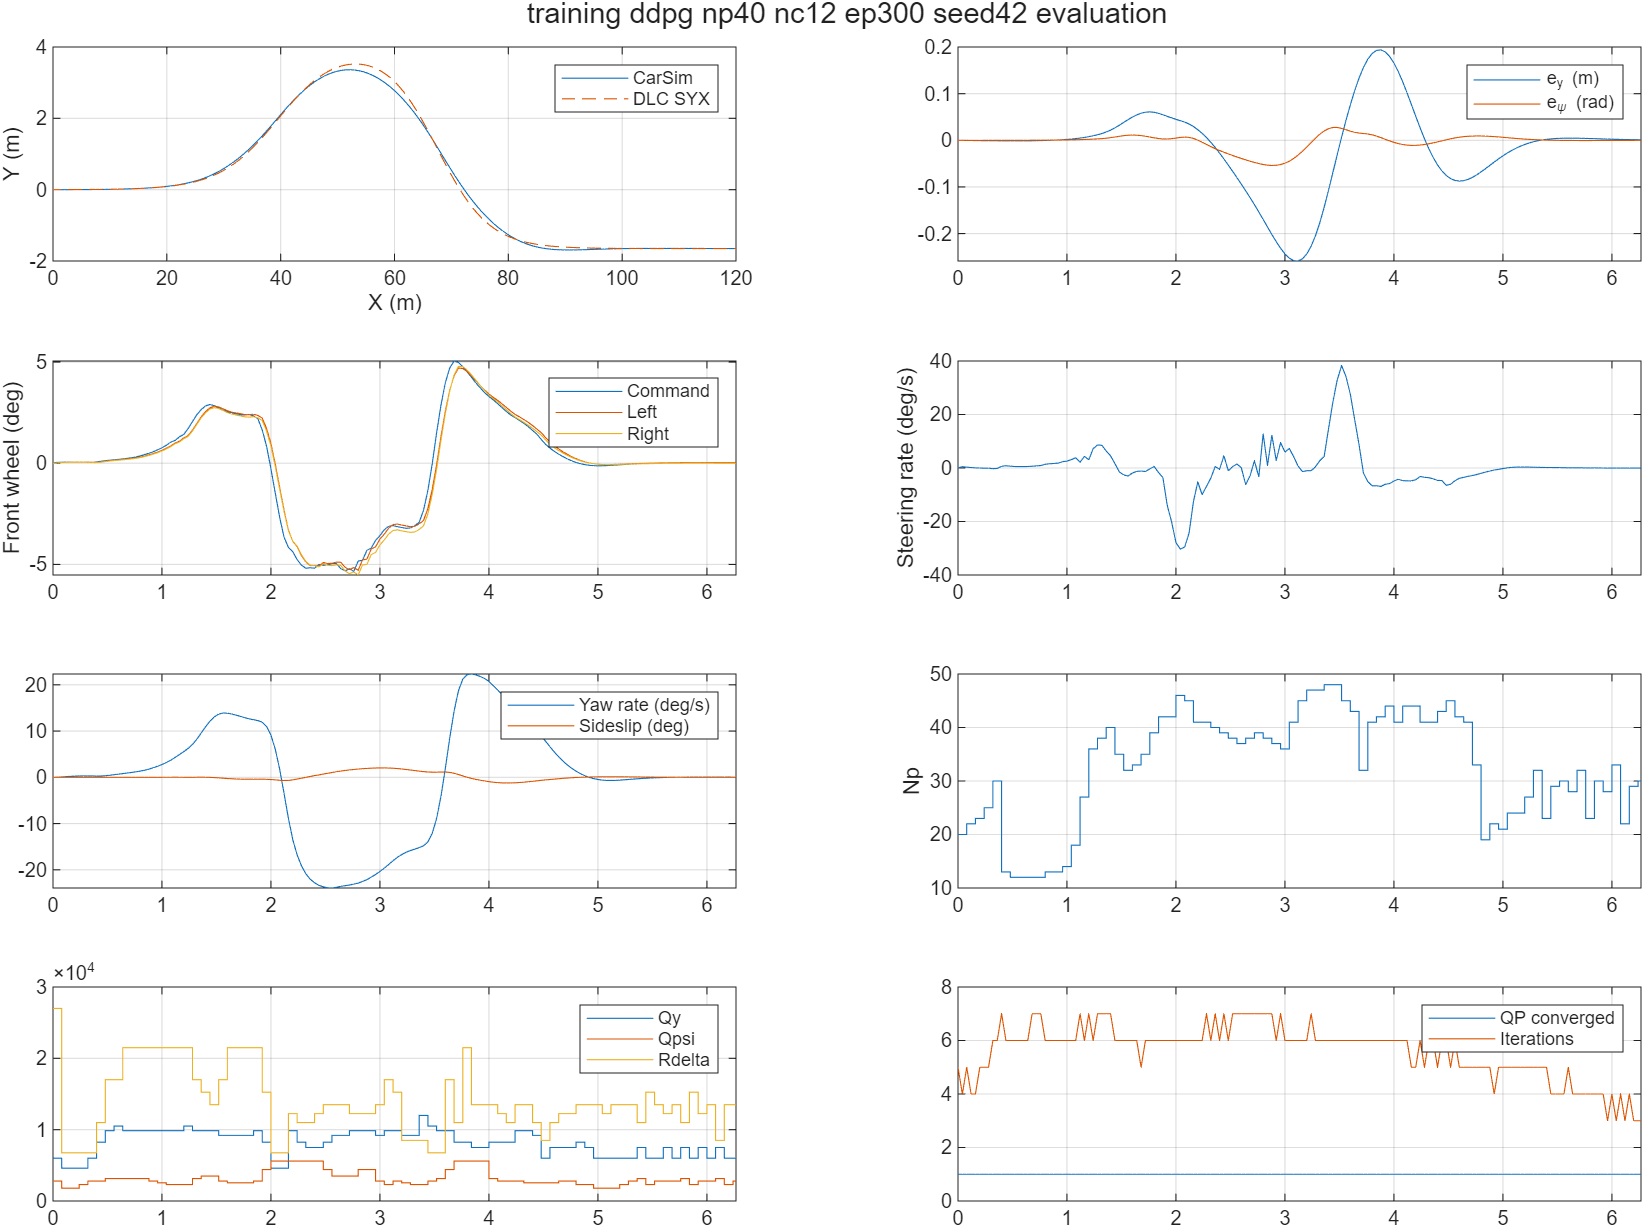 training ddpg np40 nc12 ep300 seed42 evaluation
4
2
0
-2
Y (m)
0 20 40 60 80 100 120
X (m)
CarSim
DLC SYX
0.2
0.1
0
-0.1
-0.2
0 1 2 3 4 5 6
e_y (m)
e_ψ (rad)
5
0
-5
Front wheel (deg)
0 1 2 3 4 5 6
Command
Left
Right
40
20
0
-20
-40
Steering rate (deg/s)
0 1 2 3 4 5 6
20
10
0
-10
-20
0 1 2 3 4 5 6
Yaw rate (deg/s)
Sideslip (deg)
50
40
30
20
10
Np
0 1 2 3 4 5 6
×10⁴
3
2
1
0
0 1 2 3 4 5 6
Qy
Qpsi
Rdelta
8
6
4
2
0
0 1 2 3 4 5 6
QP converged
Iterations